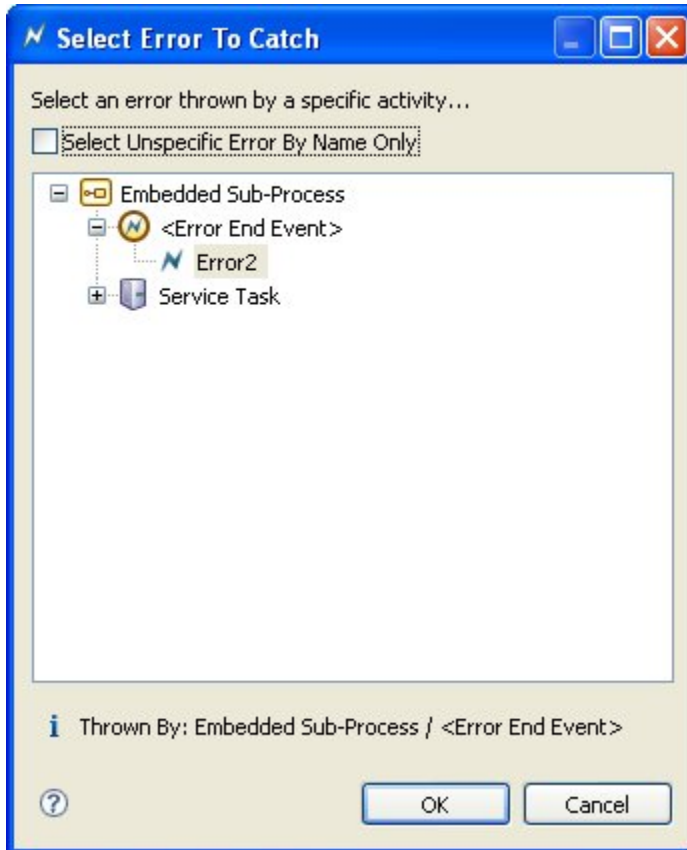 Select Error To Catch
Select an error thrown by a specific activity...
Select Unspecific Error By Name Only
Embedded Sub-Process
<Error End Event>
Error2
Service Task
Thrown By: Embedded Sub-Process / <Error End Event>
OK
Cancel